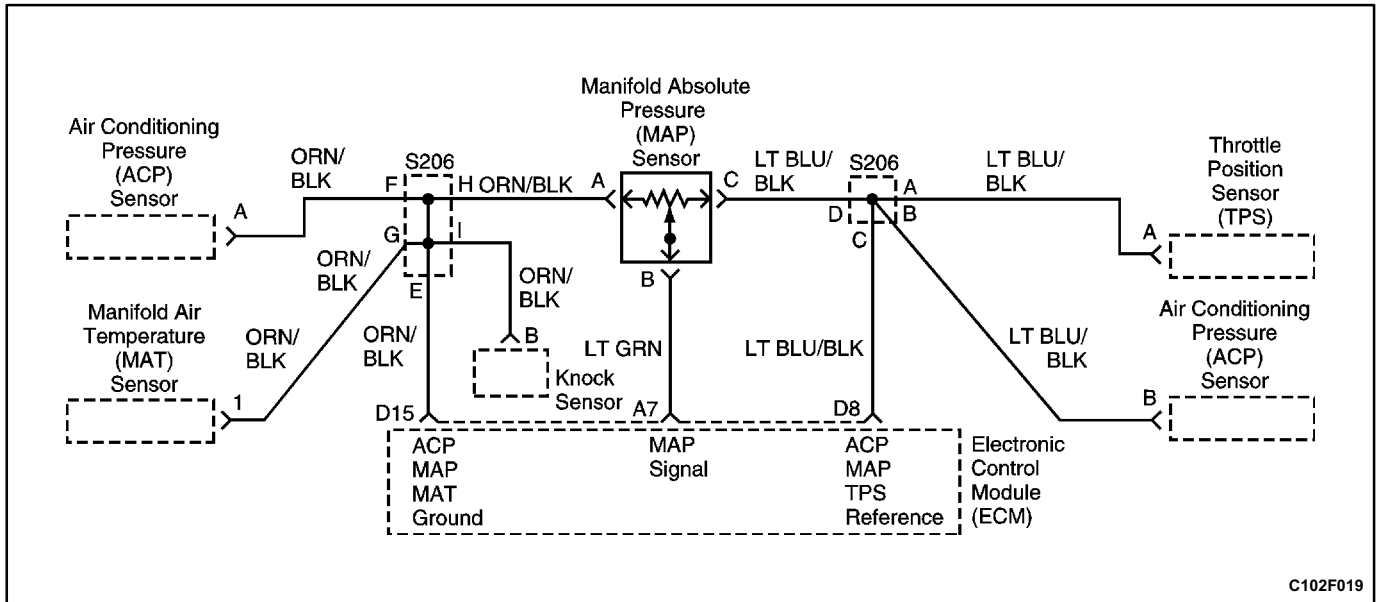 Manifold Absolute
Pressure
(MAP)
Sensor
Air Conditioning
Pressure
(ACP)
Sensor
A
ORN/
BLK
S206
F
H ORN/BLK
A
C
LT BLU/
BLK
S206
D
A
B
C
LT BLU/
BLK
Throttle
Position
Sensor
(TPS)
A
G
I
E
B
ORN/
BLK
ORN/
BLK
Manifold Air
Temperature
(MAT)
Sensor
1
ORN/
BLK
ORN/
BLK
B
Knock
Sensor
LT GRN
LT BLU/BLK
LT BLU/
BLK
Air Conditioning
Pressure
(ACP)
Sensor
B
D15
A7
D8
ACP
MAP
MAT
Ground
MAP
Signal
ACP
MAP
TPS
Reference
Electronic
Control
Module
(ECM)
C102F019